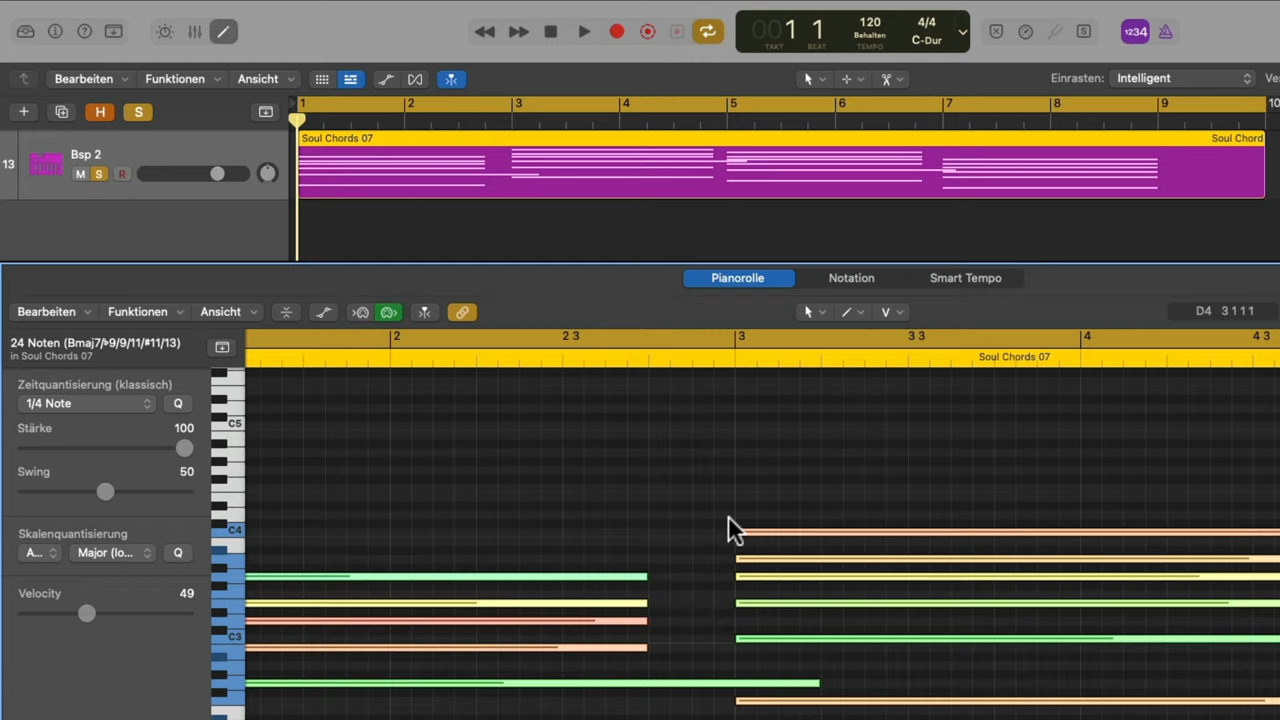 001 1
TAKT BEAT
120
Behalten
TEMPO
4/4
C-Dur
1234
S
Bearbeiten Funktionen Ansicht
Einrasten: Intelligent
H S
1 2 3 4 5 6 7 8 9 10
Soul Chords 07
Soul Chord
13
Bsp 2
M S R
Pianorolle Notation Smart Tempo
Bearbeiten Funktionen Ansicht
D4 3 1 1 1
2 2 3 3 3 3 4 4 3
24 Noten (Bmaj7/♭9/9/11/#11/13)
in Soul Chords 07
Soul Chords 07
Zeitquantisierung (klassisch)
1/4 Note Q
Stärke 100
Swing 50
Skalenquantisierung
A... Major (lo... Q
Velocity 49
C5
C4
C3